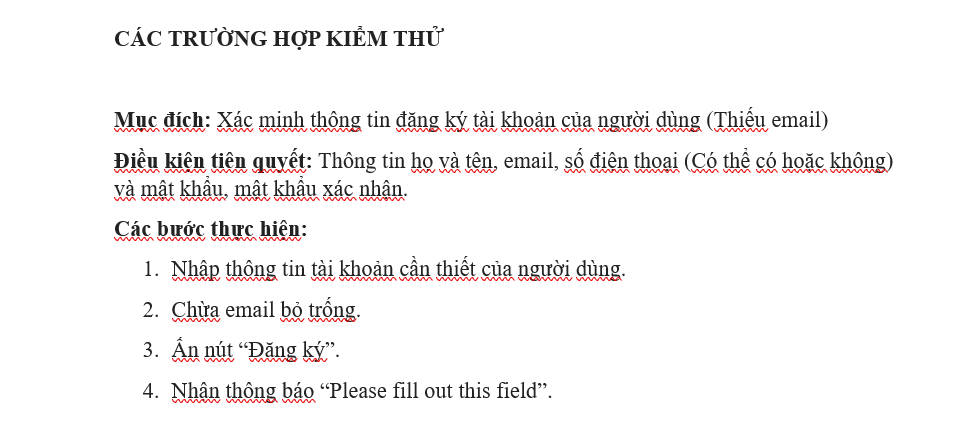 CÁC TRƯỜNG HỢP KIỂM THỬ
Mục đích: Xác minh thông tin đăng ký tài khoản của người dùng (Thiếu email)
Điều kiện tiên quyết: Thông tin họ và tên, email, số điện thoại (Có thể có hoặc không)
và mật khẩu, mật khẩu xác nhận.
Các bước thực hiện:
1. Nhập thông tin tài khoản cần thiết của người dùng.
2. Chừa email bỏ trống.
3. Ấn nút “Đăng ký”.
4. Nhận thông báo “Please fill out this field”.